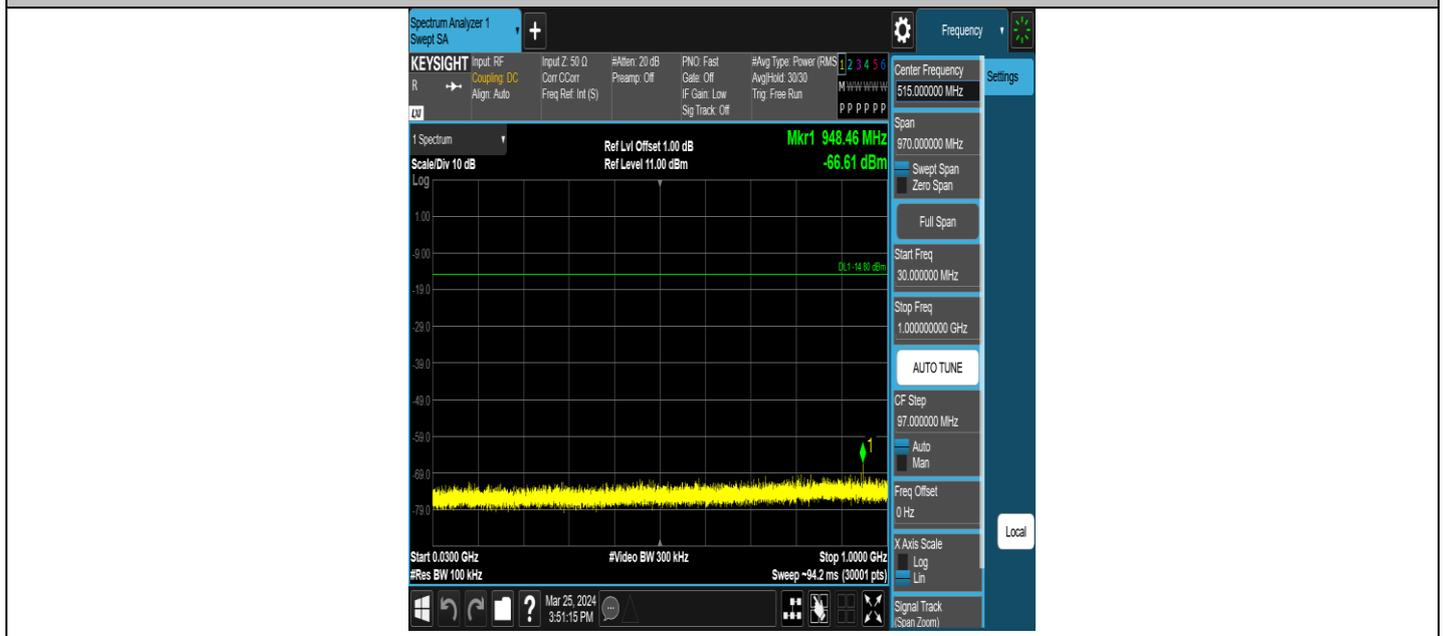 Spectrum Analyzer 1
Swept SA
+
Frequency
KEYSIGHT
R
LXI
Input: RF
Coupling: DC
Align: Auto
Input Z: 50 Ω
Corr CCorr
Freq Ref: Int (S)
#Atten: 20 dB
Preamp: Off
PNO: Fast
Gate: Off
IF Gain: Low
Sig Track: Off
#Avg Type: Power (RMS
Avg|Hold: 30/30
Trig: Free Run
1 2 3 4 5 6
M W W W W W
P P P P P P
1 Spectrum
Scale/Div 10 dB
Ref Lvl Offset 1.00 dB
Ref Level 11.00 dBm
Mkr1 948.46 MHz
-66.61 dBm
Log
1.00
-9.00
DL1 -14.80 dBm
-19.0
-29.0
-39.0
-49.0
-59.0
1
-69.0
-79.0
Start 0.0300 GHz
#Video BW 300 kHz
Stop 1.0000 GHz
#Res BW 100 kHz
Sweep ~94.2 ms (30001 pts)
?
Mar 25, 2024
3:51:15 PM
Center Frequency
515.000000 MHz
Settings
Span
970.000000 MHz
Swept Span
Zero Span
Full Span
Start Freq
30.000000 MHz
Stop Freq
1.000000000 GHz
AUTO TUNE
CF Step
97.000000 MHz
Auto
Man
Freq Offset
0 Hz
Local
X Axis Scale
Log
Lin
Signal Track
(Span Zoom)